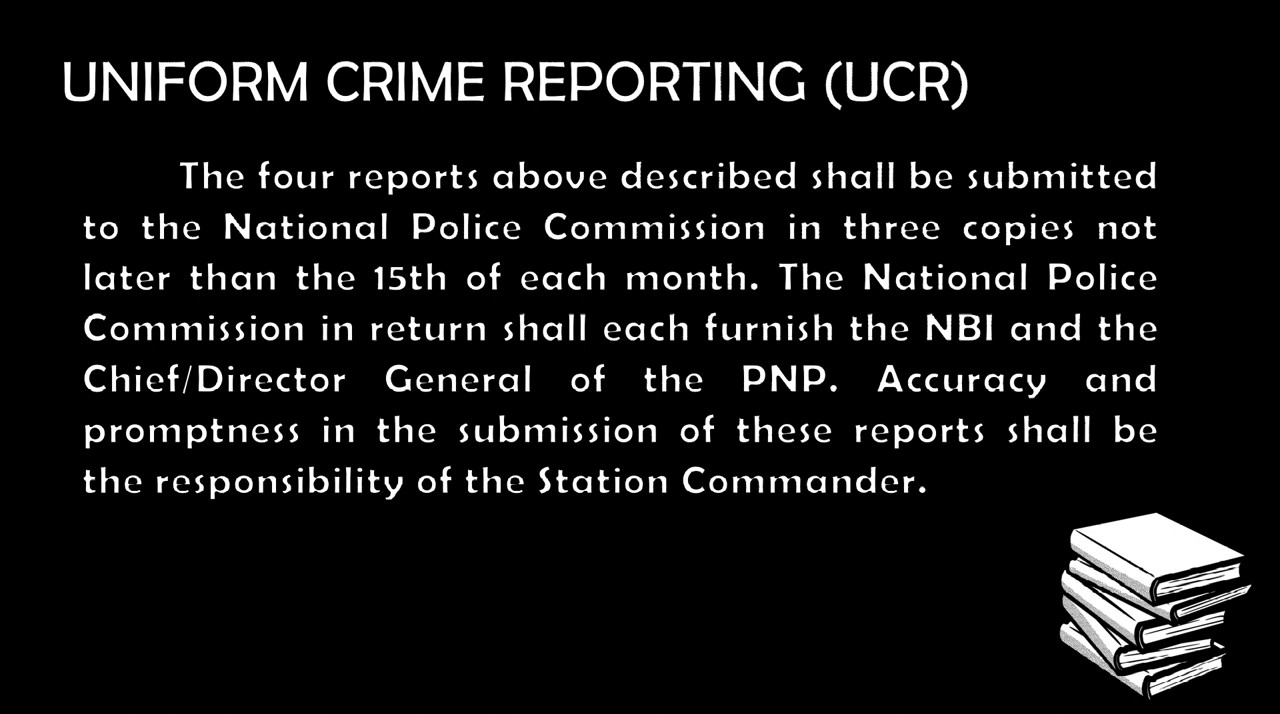 UNIFORM CRIME REPORTING (UCR)
The four reports above described shall be submitted
to the National Police Commission in three copies not
later than the 15th of each month. The National Police
Commission in return shall each furnish the NBI and the
Chief/Director General of the PNP. Accuracy and
promptness in the submission of these reports shall be
the responsibility of the Station Commander.